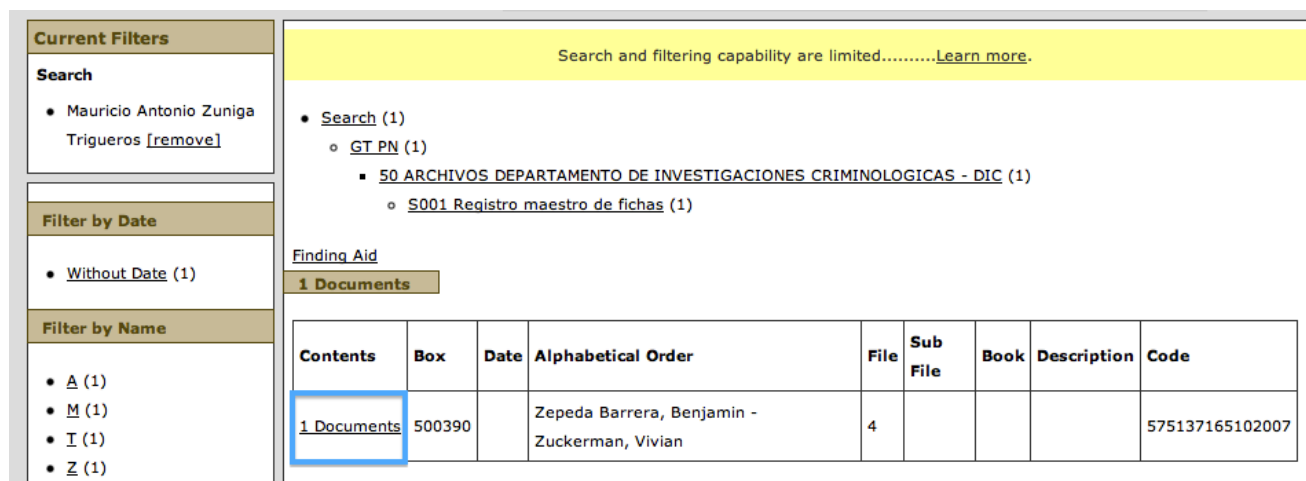 Current Filters
Search
Mauricio Antonio Zuniga
Trigueros [remove]
Filter by Date
Without Date (1)
Filter by Name
A (1)
M (1)
T (1)
Z (1)
Search and filtering capability are limited..........Learn more.
Search (1)
GT PN (1)
50 ARCHIVOS DEPARTAMENTO DE INVESTIGACIONES CRIMINOLOGICAS - DIC (1)
S001 Registro maestro de fichas (1)
Finding Aid
1 Documents
Contents Box Date Alphabetical Order File Sub File Book Description Code
1 Documents 500390 Zepeda Barrera, Benjamin - Zuckerman, Vivian 4 575137165102007